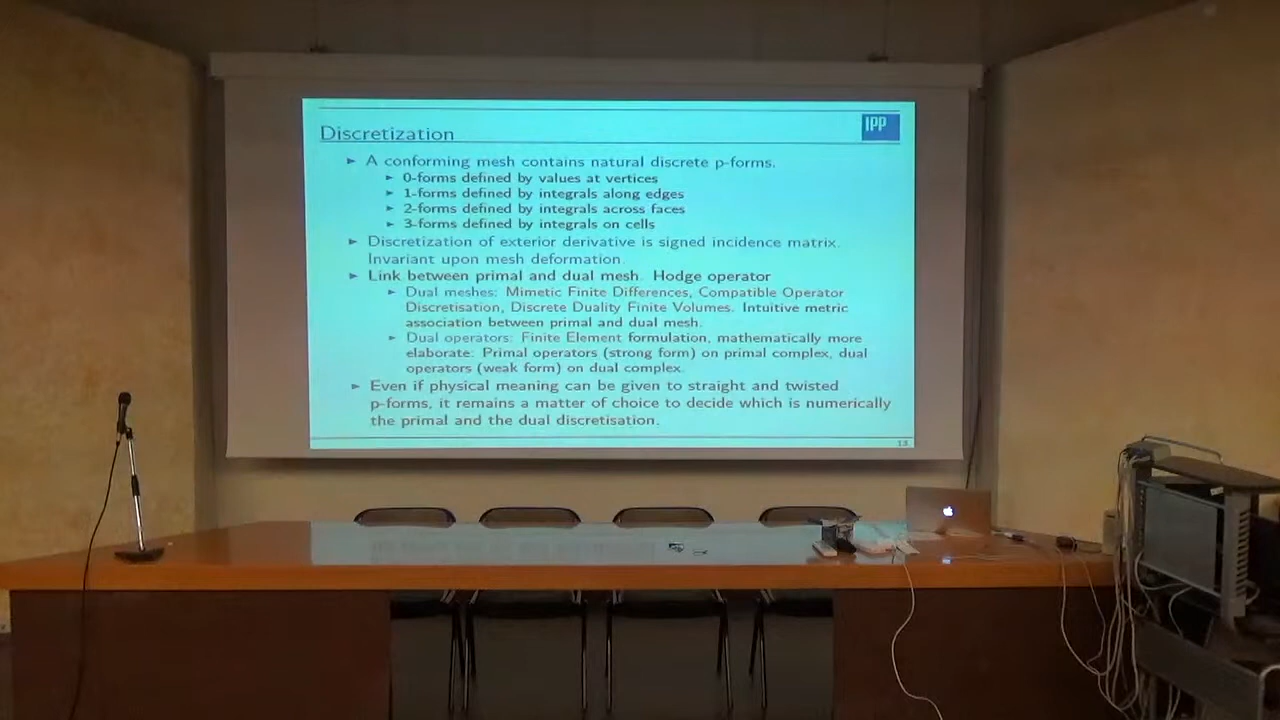 Discretization
IPP
► A conforming mesh contains natural discrete p-forms.
► 0-forms defined by values at vertices
► 1-forms defined by integrals along edges
► 2-forms defined by integrals across faces
► 3-forms defined by integrals on cells
► Discretization of exterior derivative is signed incidence matrix.
Invariant upon mesh deformation.
► Link between primal and dual mesh. Hodge operator
► Dual meshes: Mimetic Finite Differences, Compatible Operator
Discretisation, Discrete Duality Finite Volumes. Intuitive metric
association between primal and dual mesh.
► Dual operators: Finite Element formulation, mathematically more
elaborate: Primal operators (strong form) on primal complex, dual
operators (weak form) on dual complex.
► Even if physical meaning can be given to straight and twisted
p-forms, it remains a matter of choice to decide which is numerically
the primal and the dual discretisation.
13